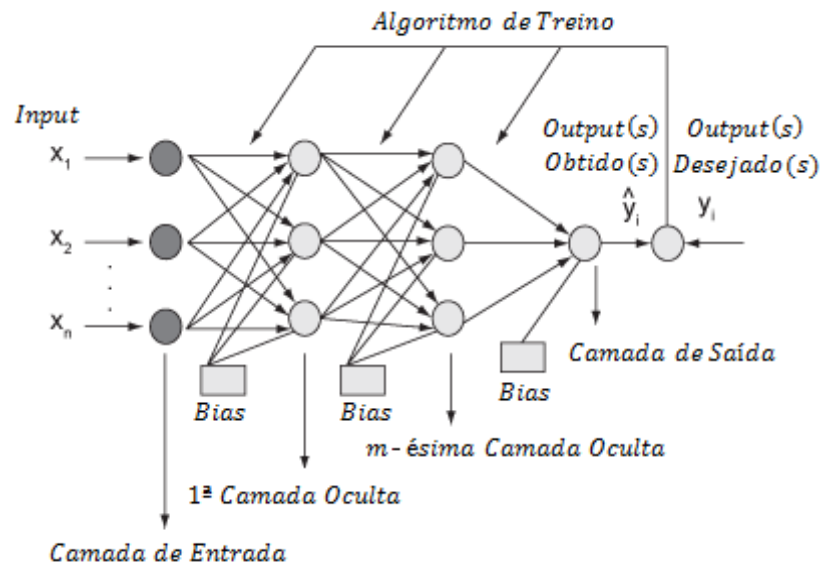 Algoritmo de Treino
Input
Output(s)
Obtido(s)
Output(s)
Desejado(s)
x₁
ŷᵢ
yᵢ
x₂
xₙ
Bias
Bias
Bias
Camada de Saída
m-ésima Camada Oculta
1ª Camada Oculta
Camada de Entrada